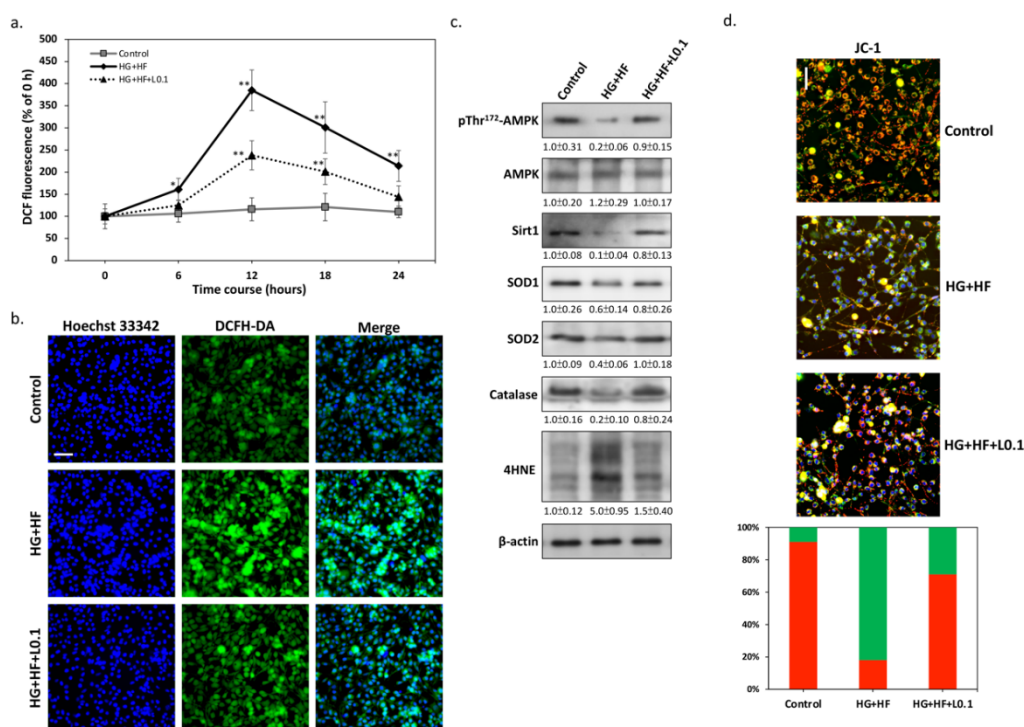 a.
500
450
400
350
300
250
200
150
100
50
0
DCF fluorescence (% of 0 h)
Control
HG+HF
HG+HF+L0.1
*
**
**
**
**
**
0
6
12
18
24
Time course (hours)
b.
Hoechst 33342
DCFH-DA
Merge
Control
HG+HF
HG+HF+L0.1
c.
Control
HG+HF
HG+HF+L0.1
pThr¹⁷²-AMPK
1.0±0.31 0.2±0.06 0.9±0.15
AMPK
1.0±0.20 1.2±0.29 1.0±0.17
Sirt1
1.0±0.08 0.1±0.04 0.8±0.13
SOD1
1.0±0.26 0.6±0.14 0.8±0.26
SOD2
1.0±0.09 0.4±0.06 1.0±0.18
Catalase
1.0±0.16 0.2±0.10 0.8±0.24
4HNE
1.0±0.12 5.0±0.95 1.5±0.40
β-actin
d.
JC-1
Control
HG+HF
HG+HF+L0.1
100%
80%
60%
40%
20%
0%
Control
HG+HF
HG+HF+L0.1